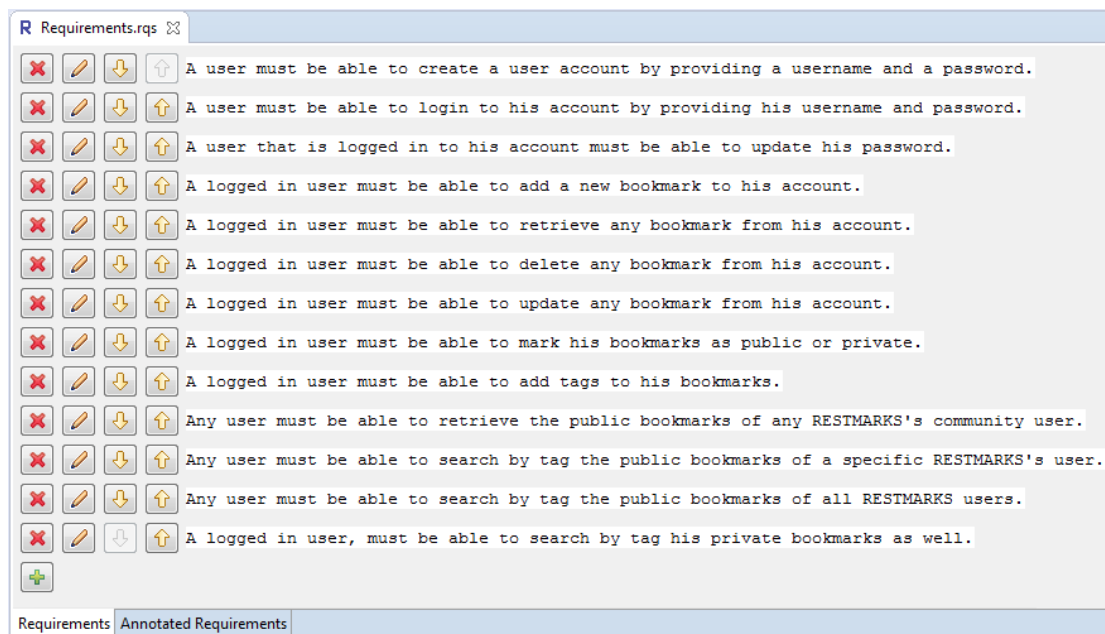 Requirements.rqs
A user must be able to create a user account by providing a username and a password.
A user must be able to login to his account by providing his username and password.
A user that is logged in to his account must be able to update his password.
A logged in user must be able to add a new bookmark to his account.
A logged in user must be able to retrieve any bookmark from his account.
A logged in user must be able to delete any bookmark from his account.
A logged in user must be able to update any bookmark from his account.
A logged in user must be able to mark his bookmarks as public or private.
A logged in user must be able to add tags to his bookmarks.
Any user must be able to retrieve the public bookmarks of any RESTMARKS's community user.
Any user must be able to search by tag the public bookmarks of a specific RESTMARKS's user.
Any user must be able to search by tag the public bookmarks of all RESTMARKS users.
A logged in user, must be able to search by tag his private bookmarks as well.
Requirements Annotated Requirements